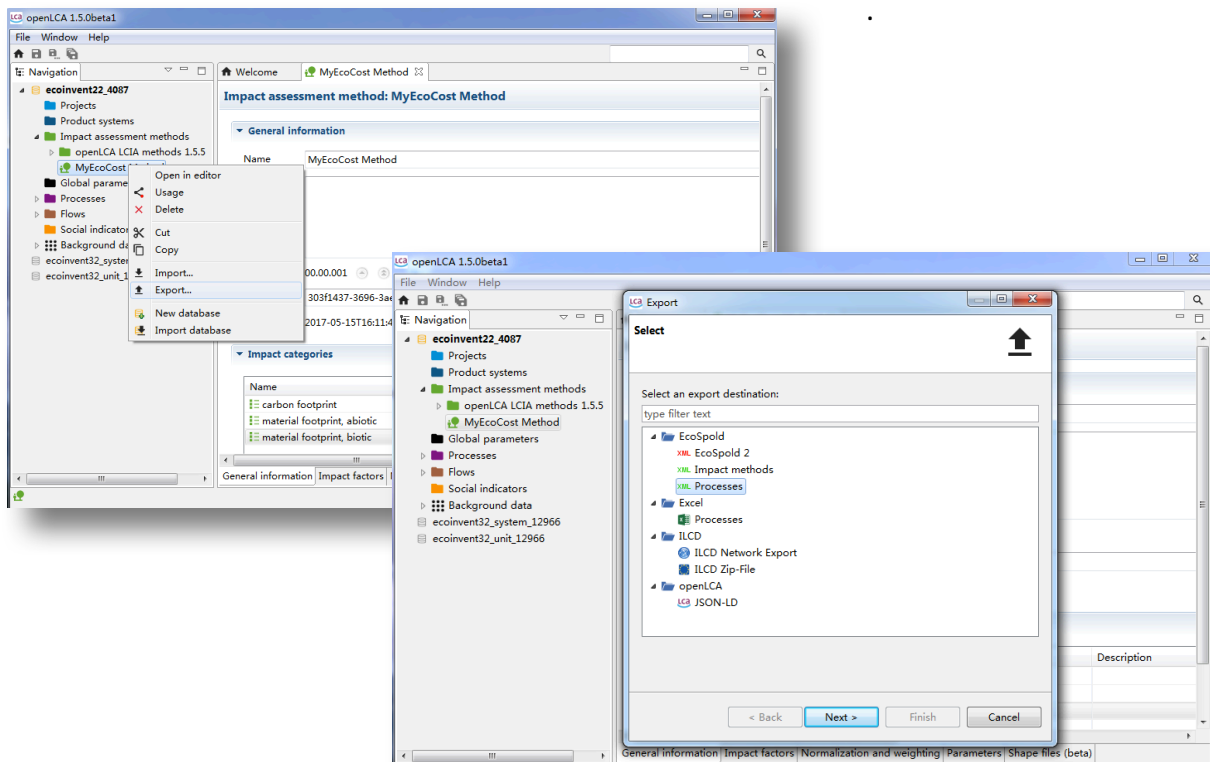 openLCA 1.5.0beta1
File Window Help
Navigation
ecoinvent22_4087
Projects
Product systems
Impact assessment methods
openLCA LCIA methods 1.5.5
MyEcoCost Method
Global parame
Processes
Flows
Social indicator
Background da
ecoinvent32_system
ecoinvent32_unit_1
Open in editor
Usage
Delete
Cut
Copy
Import...
Export...
New database
Import database
Welcome
MyEcoCost Method
Impact assessment method: MyEcoCost Method
General information
Name MyEcoCost Method
00.00.001
303f1437-3696-3ae
2017-05-15T16:11:4
Impact categories
Name
carbon footprint
material footprint, abiotic
material footprint, biotic
General information Impact factors
.
openLCA 1.5.0beta1
File Window Help
Navigation
ecoinvent22_4087
Projects
Product systems
Impact assessment methods
openLCA LCIA methods 1.5.5
MyEcoCost Method
Global parameters
Processes
Flows
Social indicators
Background data
ecoinvent32_system_12966
ecoinvent32_unit_12966
Export
Select
Select an export destination:
type filter text
EcoSpold
XML EcoSpold 2
XML Impact methods
XML Processes
Excel
Processes
ILCD
ILCD Network Export
ILCD Zip-File
openLCA
LCA JSON-LD
< Back Next > Finish Cancel
Description
General information Impact factors Normalization and weighting Parameters Shape files (beta)